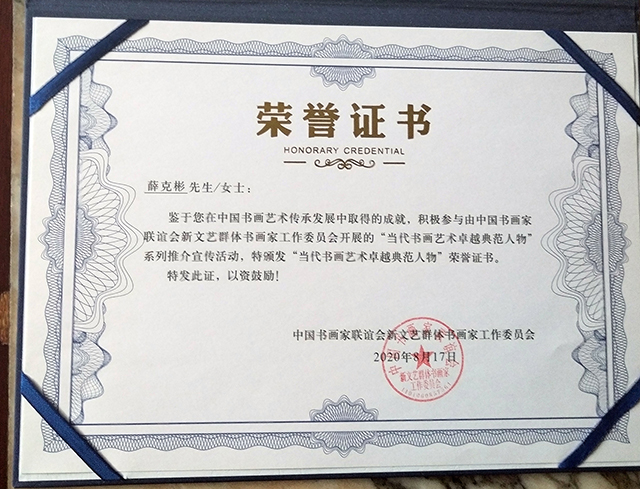 荣誉证书
HONORARY CREDENTIAL
薛克彬 先生/女士：
鉴于您在中国书画艺术传承发展中取得的成就，积极参与由中国书画家
联谊会新文艺群体书画家工作委员会开展的“当代书画艺术卓越典范人物”
系列推介宣传活动，特颁发“当代书画艺术卓越典范人物”荣誉证书。
特发此证，以资鼓励！
中国书画家联谊会新文艺群体书画家工作委员会
2020年8月17日
新文艺群体书画家
工作委员会